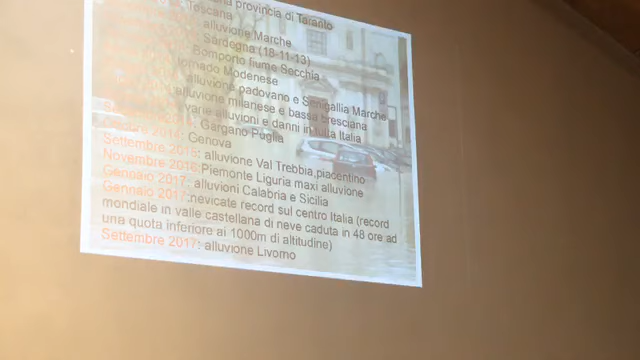 provincia di Taranto
Toscana
alluvione Marche
Sardegna (18-11-13)
Bomporto fiume Secchia
tornado Modenese
alluvione padovano e Senigallia Marche
alluvione milanese e bassa bresciana
varie alluvioni e danni in tutta Italia
Gargano Puglia
Genova
Settembre 2015: alluvione Val Trebbia,piacentino
Novembre 2016:Piemonte Liguria maxi alluvione
Gennaio 2017: alluvioni Calabria e Sicilia
Gennaio 2017:nevicate record sul centro Italia (record
mondiale in valle castellana di neve caduta in 48 ore ad
una quota inferiore ai 1000m di altitudine)
Settembre 2017: alluvione Livorno